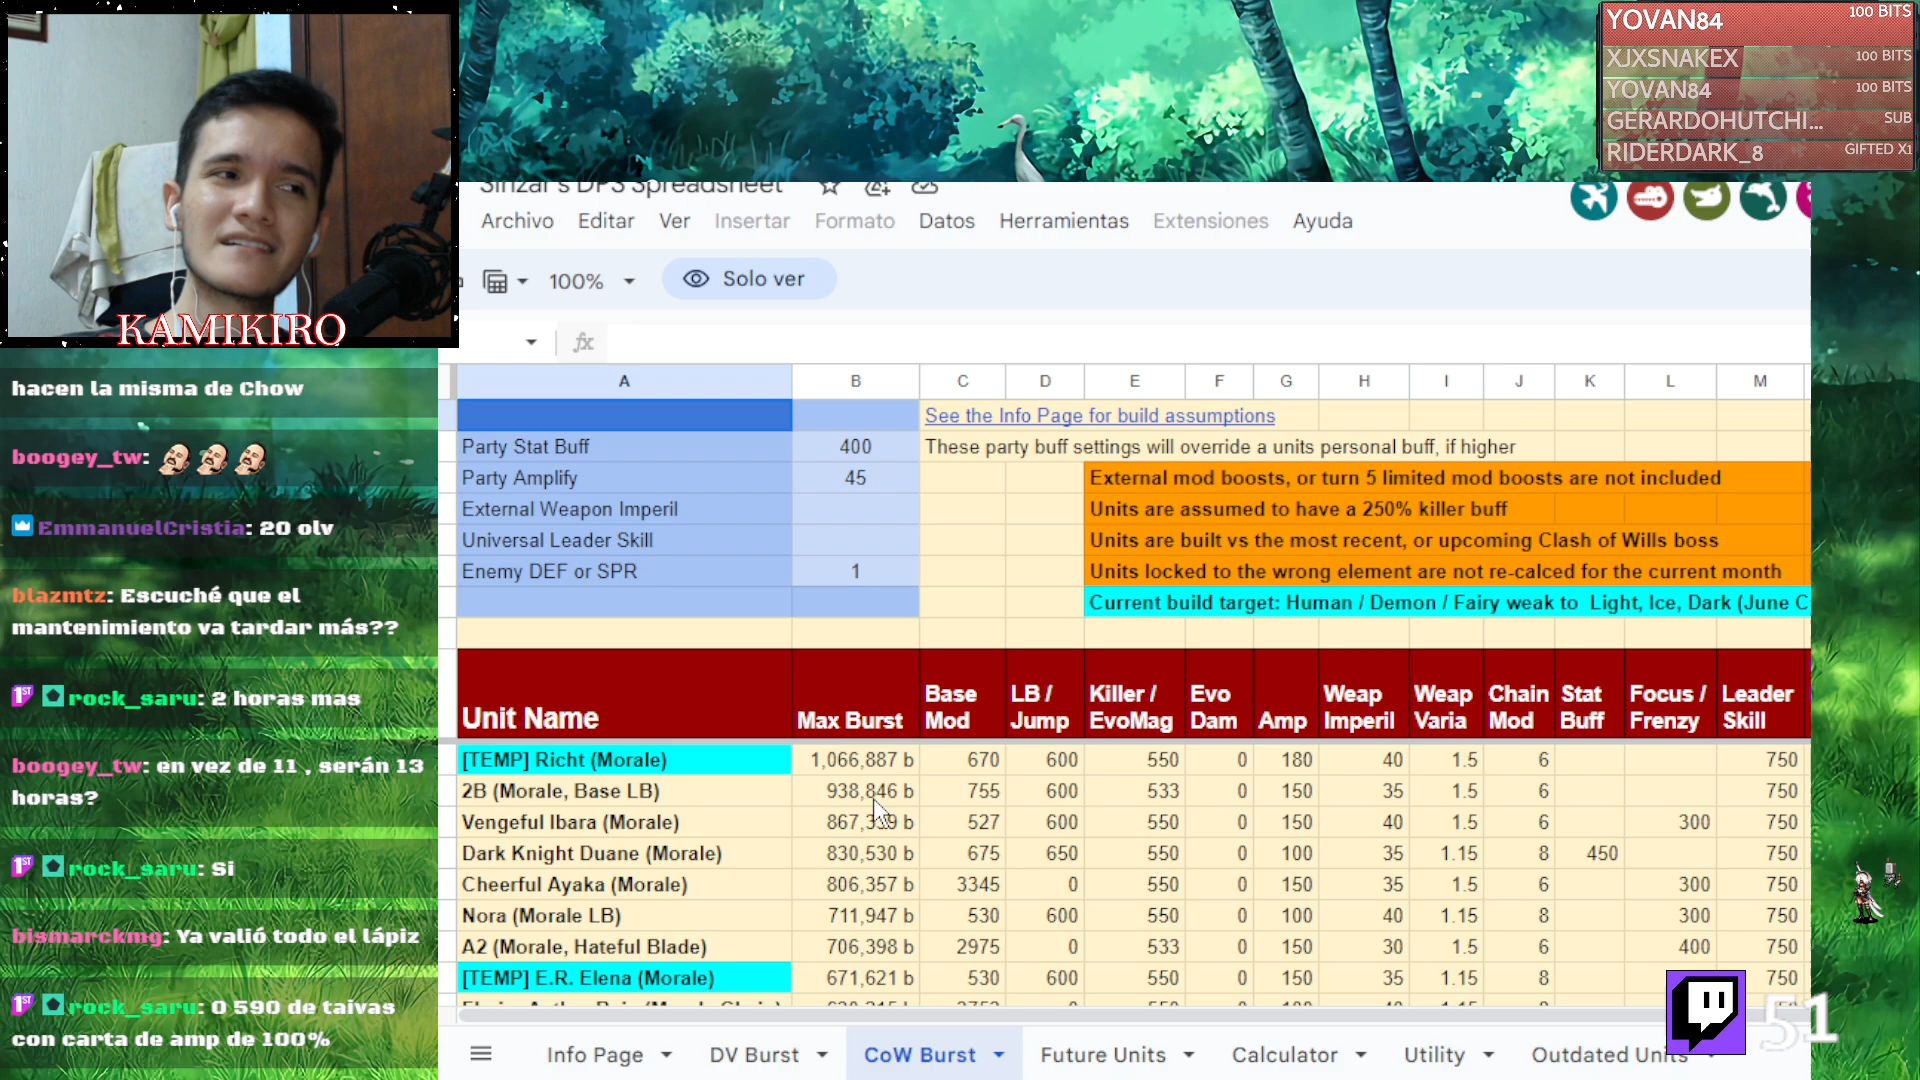 YOVAN84 100 BITS
XJXSNAKEX 100 BITS
YOVAN84 100 BITS
GERARDOHUTCHI... SUB
RIDERDARK_8 GIFTED X1
KAMIKIRO
hacen la misma de Chow
boogey_tw:
EmmanuelCristia: 20 olv
blazmtz: Escuché que el
mantenimiento va tardar más??
1ST rock_saru: 2 horas mas
boogey_tw: en vez de 11 , serán 13
horas?
1ST rock_saru: Si
bismarckmg: Ya valió todo el lápiz
1ST rock_saru: O 590 de taivas
con carta de amp de 100%
Sinzar's DPS Spreadsheet
Archivo Editar Ver Insertar Formato Datos Herramientas Extensiones Ayuda
100% Solo ver
fx
A B C D E F G H I J K L M
See the Info Page for build assumptions
Party Stat Buff 400 These party buff settings will override a units personal buff, if higher
Party Amplify 45 External mod boosts, or turn 5 limited mod boosts are not included
External Weapon Imperil Units are assumed to have a 250% killer buff
Universal Leader Skill Units are built vs the most recent, or upcoming Clash of Wills boss
Enemy DEF or SPR 1 Units locked to the wrong element are not re-calced for the current month
Current build target: Human / Demon / Fairy weak to Light, Ice, Dark (June C
Unit Name Max Burst Base Mod LB / Jump Killer / EvoMag Evo Dam Amp Weap Imperil Weap Varia Chain Mod Stat Buff Focus / Frenzy Leader Skill
[TEMP] Richt (Morale) 1,066,887 b 670 600 550 0 180 40 1.5 6 750
2B (Morale, Base LB) 938,846 b 755 600 533 0 150 35 1.5 6 750
Vengeful Ibara (Morale) b 527 600 550 0 150 40 1.5 6 300 750
Dark Knight Duane (Morale) 830,530 b 675 650 550 0 100 35 1.15 8 450 750
Cheerful Ayaka (Morale) 806,357 b 3345 0 550 0 150 35 1.5 6 300 750
Nora (Morale LB) 711,947 b 530 600 550 0 100 40 1.15 8 300 750
A2 (Morale, Hateful Blade) 706,398 b 2975 0 533 0 150 30 1.5 6 400 750
[TEMP] E.R. Elena (Morale) 671,621 b 530 600 550 0 150 35 1.15 8 750
51
Info Page DV Burst CoW Burst Future Units Calculator Utility Outdated Units